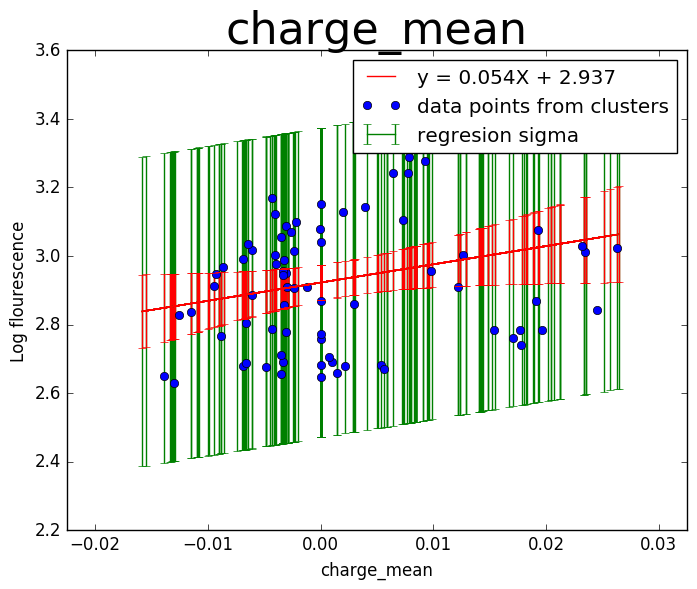 charge_mean
y = 0.054X + 2.937
data points from clusters
regresion sigma
3.6
3.4
3.2
3.0
2.8
2.6
2.4
2.2
Log flourescence
−0.02 −0.01 0.00 0.01 0.02 0.03
charge_mean